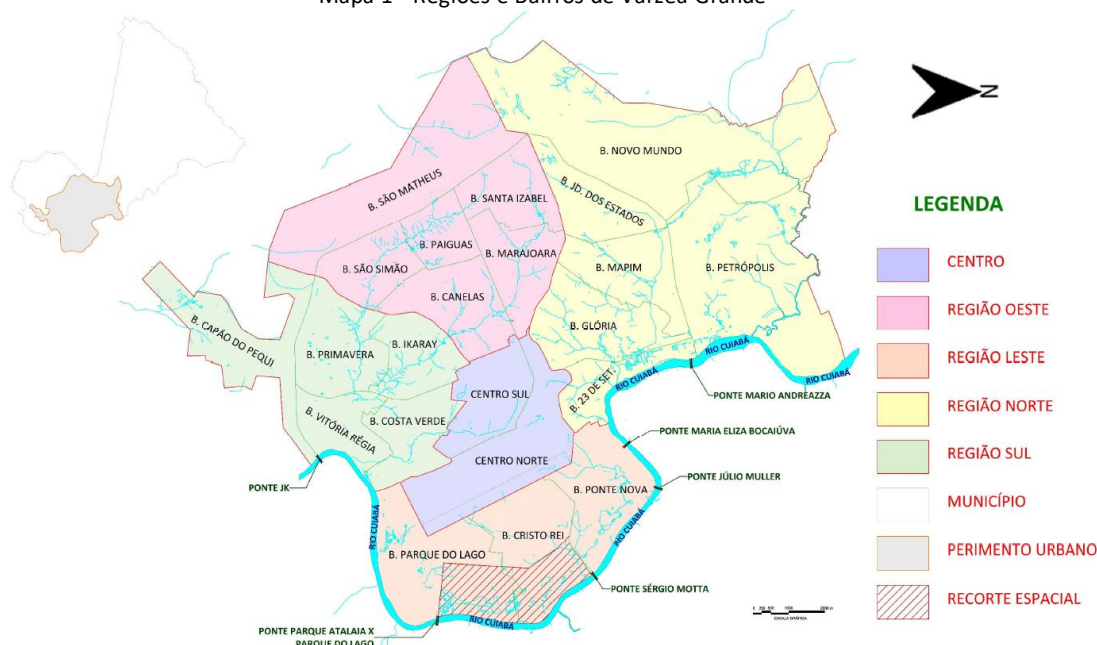 Mapa 1 - Regiões e Bairros de Várzea Grande
N
B. NOVO MUNDO
B. SÃO MATHEUS
B. SANTA IZABEL
B. JD. DOS ESTADOS
B. PAIGUAS
B. MARAJOARA
B. SÃO SIMÃO
B. MAPIM
B. PETRÓPOLIS
B. CANELAS
B. CAPÃO DO PEQUI
B. PRIMAVERA
B. IKARAY
B. GLÓRIA
RIO CUIABÁ
RIO CUIABÁ
RIO CUIABÁ
B. 23 DE SET.
CENTRO SUL
PONTE MARIO ANDREAZZA
B. VITÓRIA RÉGIA
B. COSTA VERDE
PONTE MARIA ELIZA BOCAIÚVA
CENTRO NORTE
PONTE JK
PONTE JÚLIO MULLER
B. PONTE NOVA
RIO CUIABÁ
RIO CUIABÁ
B. CRISTO REI
B. PARQUE DO LAGO
PONTE SÉRGIO MOTTA
RIO CUIABÁ
PONTE PARQUE ATALAIA X
PARQUE DO LAGO
LEGENDA
CENTRO
REGIÃO OESTE
REGIÃO LESTE
REGIÃO NORTE
REGIÃO SUL
MUNICÍPIO
PERIMENTO URBANO
RECORTE ESPACIAL